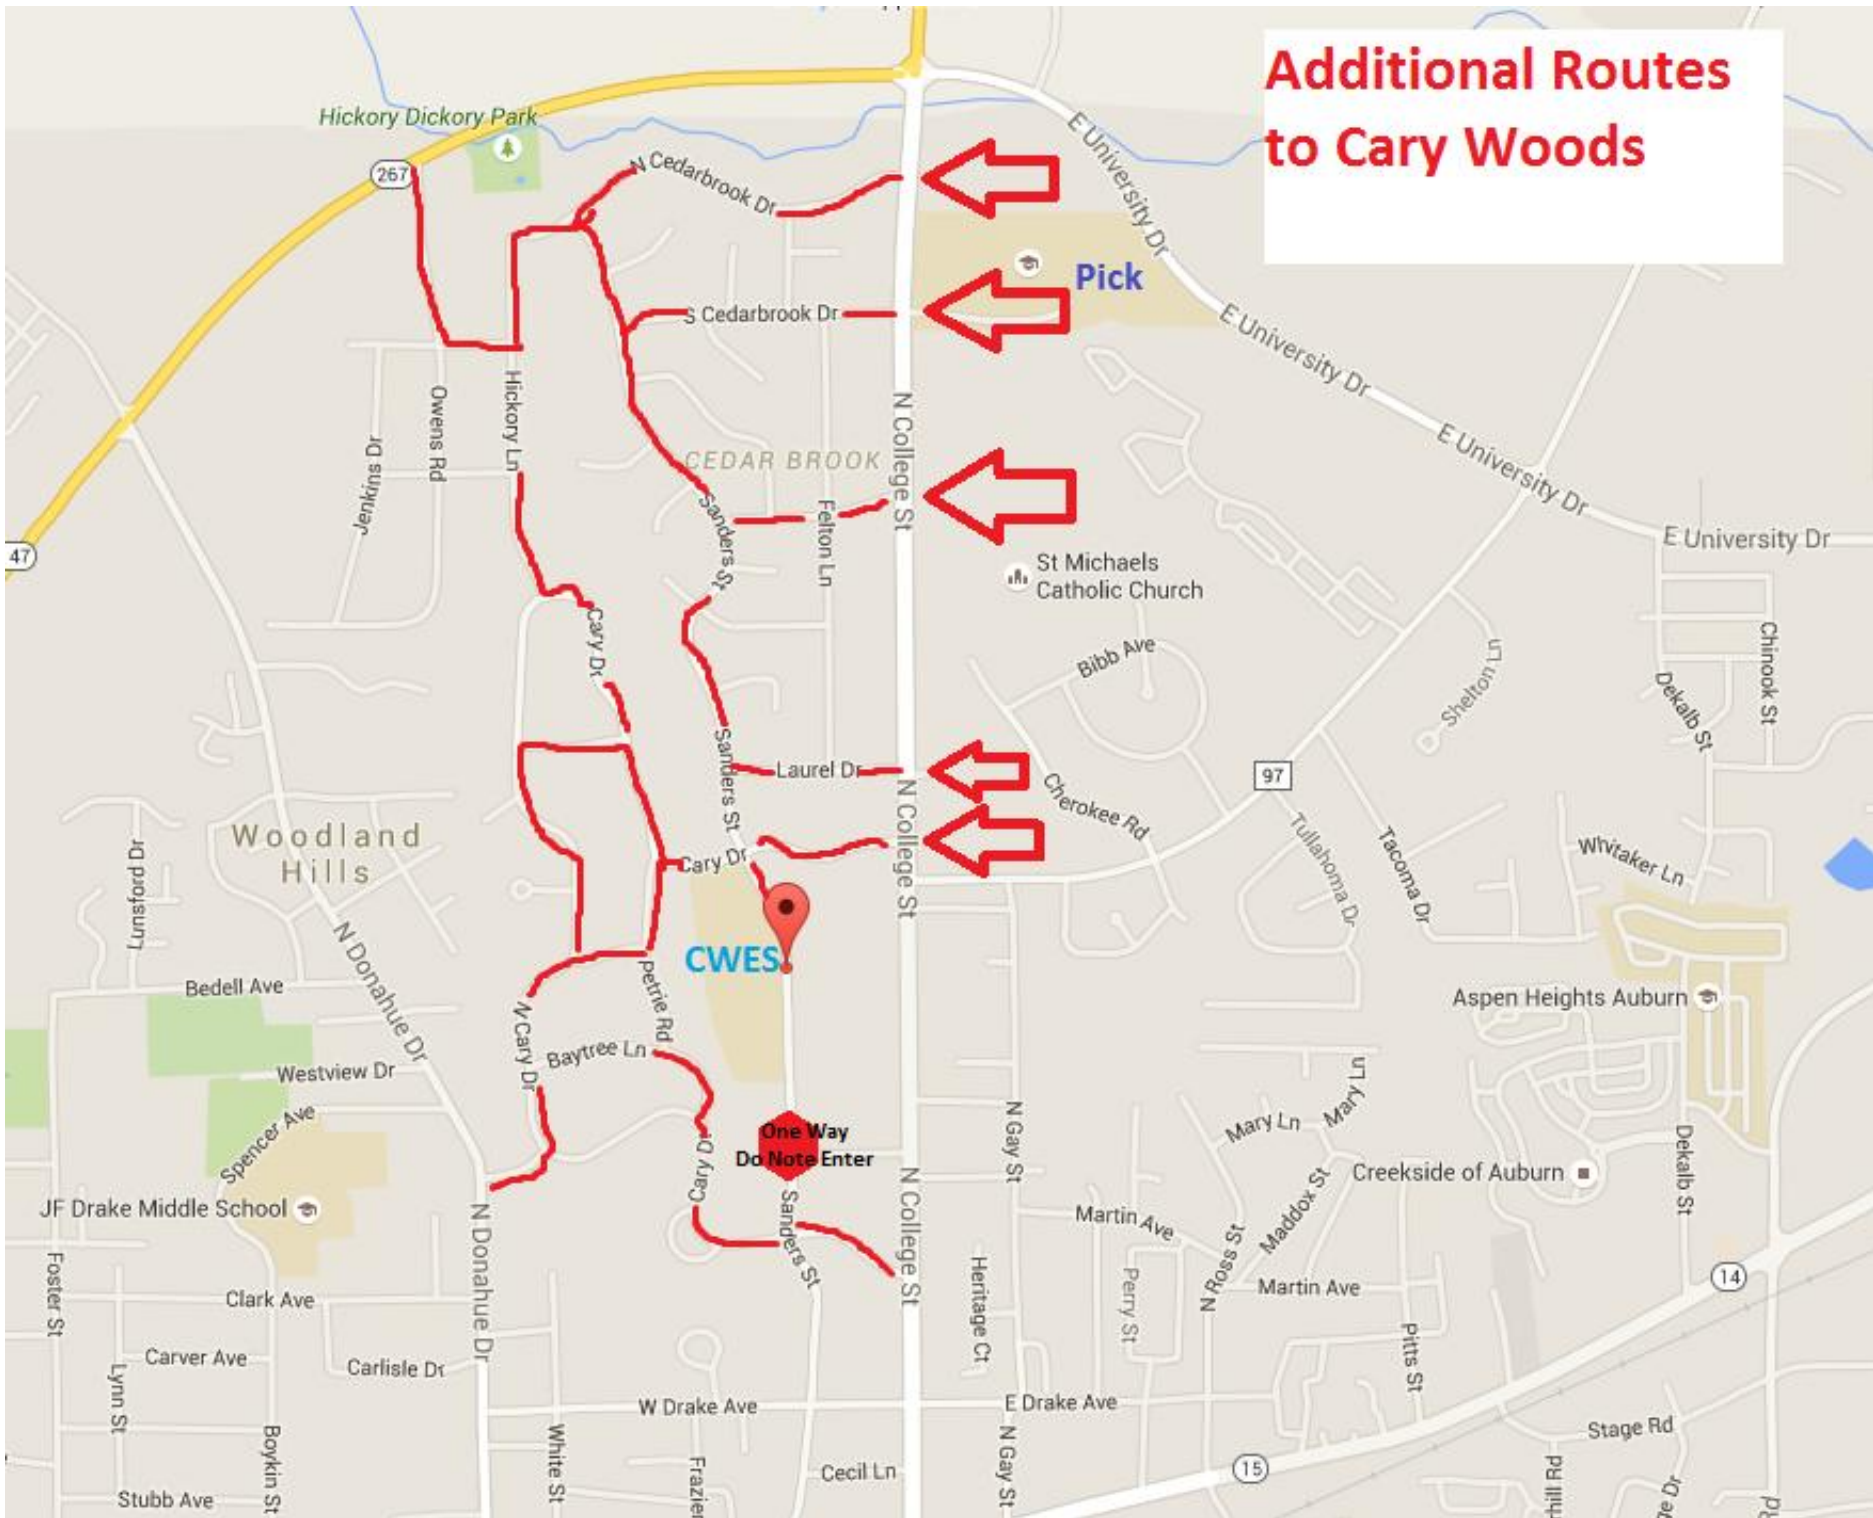 Additional Routes
to Cary Woods
Hickory Dickory Park
267
N Cedarbrook Dr
E University Dr
Pick
S Cedarbrook Dr
E University Dr
Hickory Ln
Owens Rd
Jenkins Dr
N College St
CEDAR BROOK
E University Dr
Sanders St
Felton Ln
E University Dr
47
St Michaels
Catholic Church
Cary Dr
Bibb Ave
Shelton Ln
Chinook St
Dekalb St
Sanders St
Laurel Dr
N College St
97
Cherokee Rd
Tullahoma Dr
Tacoma Dr
Whitaker Ln
Woodland
Hills
Lunsford Dr
Cary Dr
CWES
N Donahue Dr
Petrie Rd
Bedell Ave
Aspen Heights Auburn
N Cary Dr
Baytree Ln
Westview Dr
Spencer Ave
One Way
Do Note Enter
N Gay St
Mary Ln
Mary Ln
Dekalb St
Cary Dr
Sanders St
N College St
Creekside of Auburn
JF Drake Middle School
N Donahue Dr
Martin Ave
Maddox St
N Ross St
Martin Ave
14
Foster St
Clark Ave
Heritage Ct
Perry St
Pitts St
Carver Ave
Carlisle Dr
Lynn St
W Drake Ave
E Drake Ave
Stage Rd
Boykin St
White St
Frazier
Cecil Ln
N Gay St
15
Stubb Ave
Hill Rd